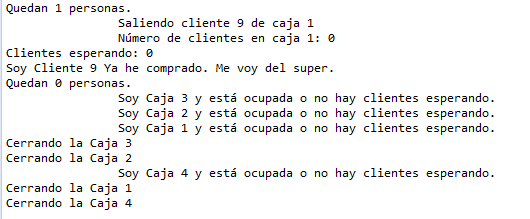 Quedan 1 personas.
Saliendo cliente 9 de caja 1
Número de clientes en caja 1: 0
Clientes esperando: 0
Soy Cliente 9 Ya he comprado. Me voy del super.
Quedan 0 personas.
Soy Caja 3 y está ocupada o no hay clientes esperando.
Soy Caja 2 y está ocupada o no hay clientes esperando.
Soy Caja 1 y está ocupada o no hay clientes esperando.
Cerrando la Caja 3
Cerrando la Caja 2
Soy Caja 4 y está ocupada o no hay clientes esperando.
Cerrando la Caja 1
Cerrando la Caja 4